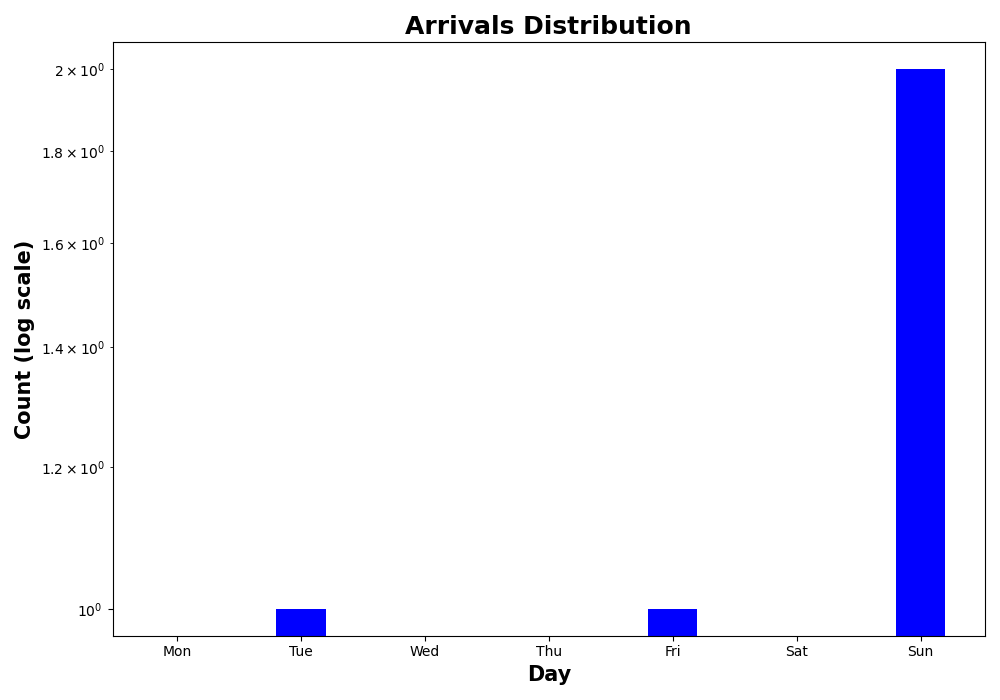 Arrivals Distribution
Count (log scale)
2 × 10⁰
1.8 × 10⁰
1.6 × 10⁰
1.4 × 10⁰
1.2 × 10⁰
10⁰
Mon Tue Wed Thu Fri Sat Sun
Day